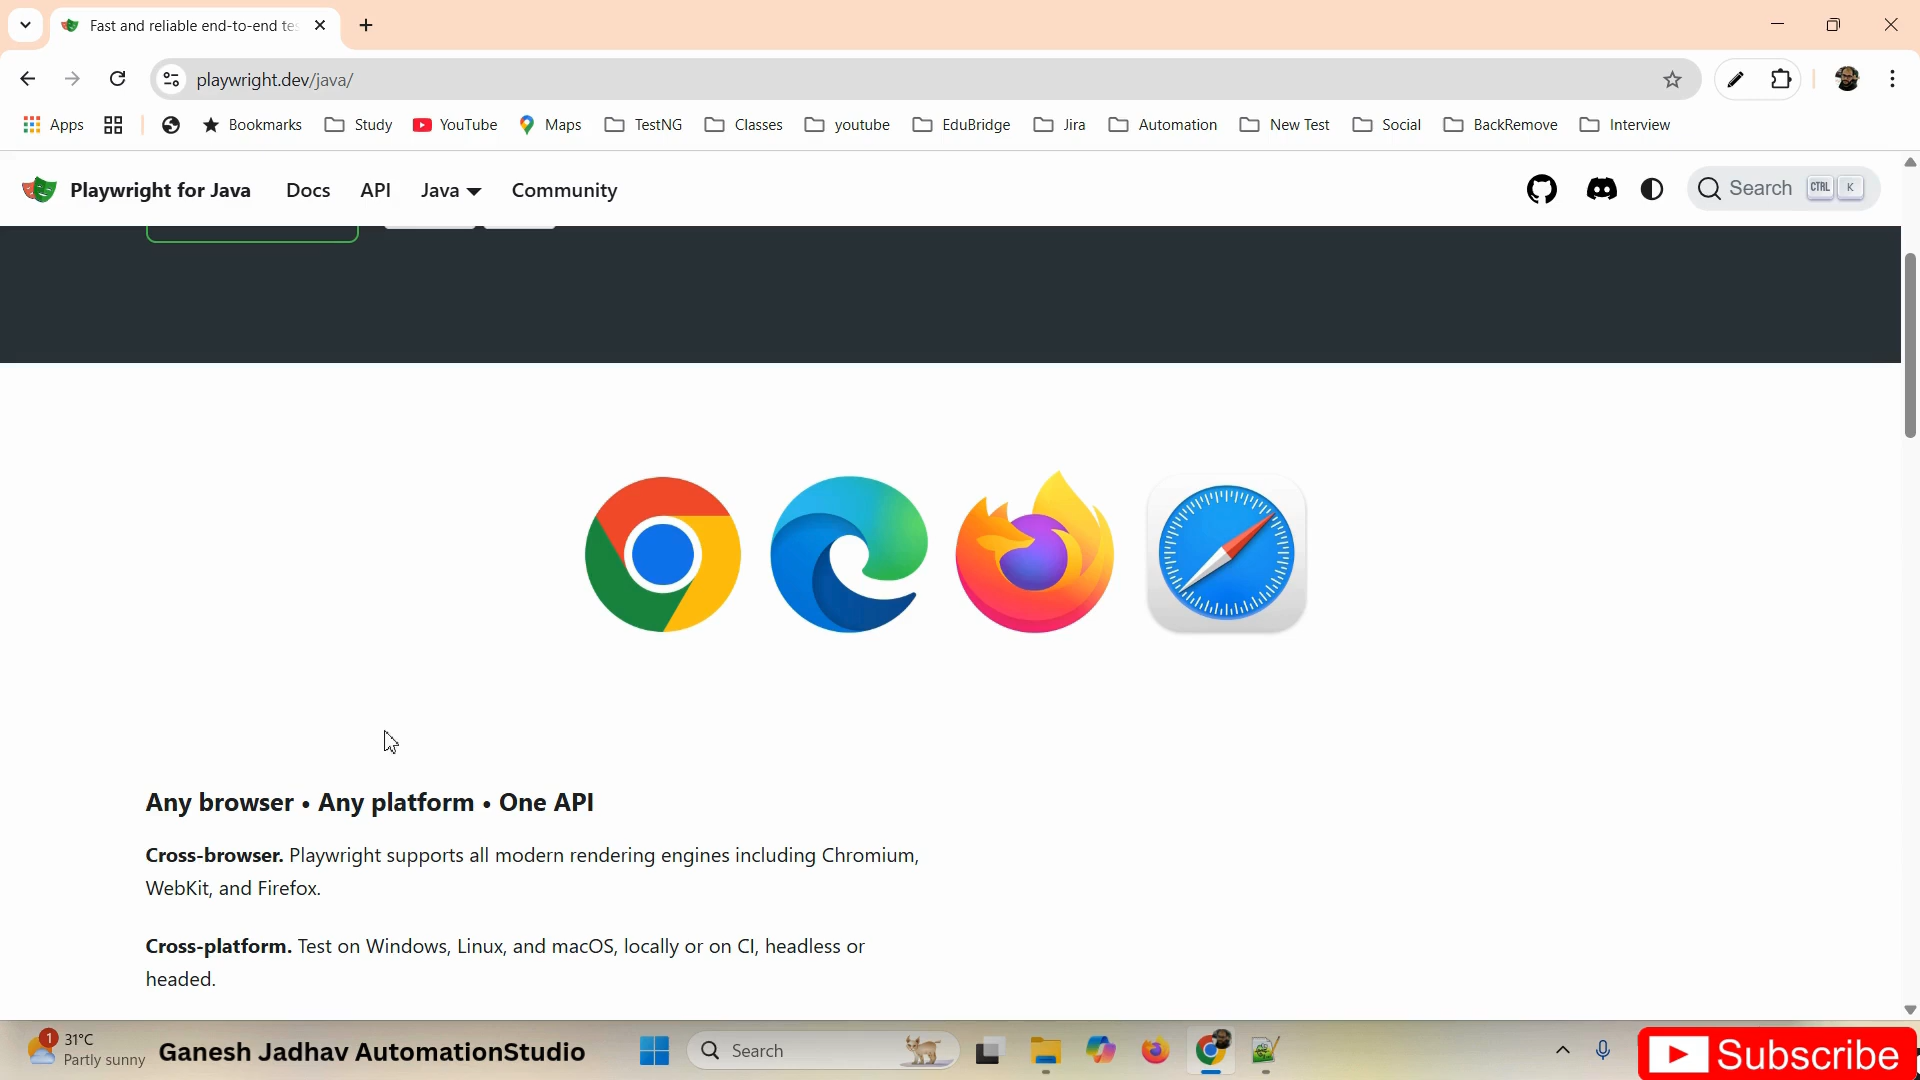 Fast and reliable end-to-end tes
playwright.dev/java/
Apps Bookmarks Study YouTube Maps TestNG Classes youtube EduBridge Jira Automation New Test Social BackRemove Interview
Playwright for Java Docs API Java Community Search CTRL K
Any browser • Any platform • One API
Cross-browser. Playwright supports all modern rendering engines including Chromium,
WebKit, and Firefox.
Cross-platform. Test on Windows, Linux, and macOS, locally or on CI, headless or
headed.
1 31°C
Partly sunny
Ganesh Jadhav AutomationStudio
Search
Subscribe